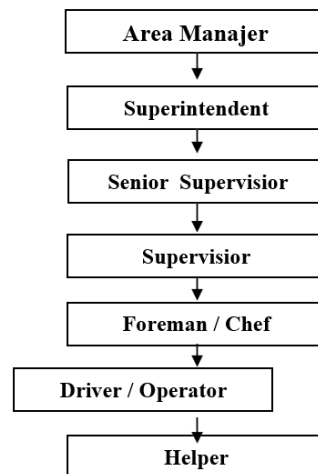 Area Manajer
Superintendent
Senior Supervisior
Supervisior
Foreman / Chef
Driver / Operator
Helper